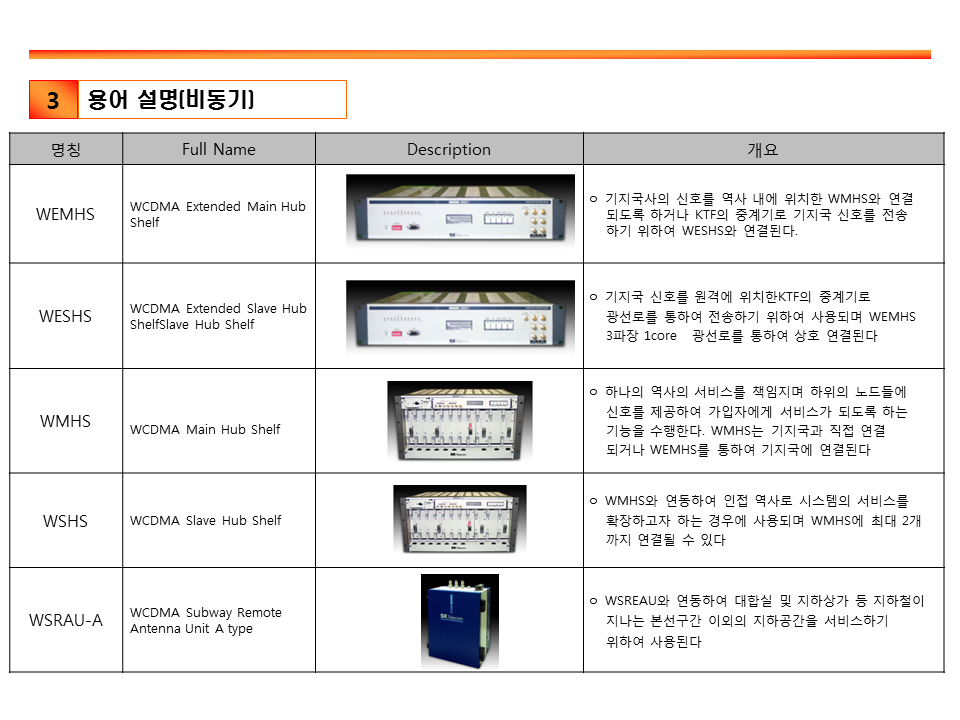 3 용어 설명(비동기)
명칭 Full Name Description 개요
WEMHS
WCDMA Extended Main Hub
Shelf
ㅇ 기지국사의 신호를 역사 내에 위치한 WMHS와 연결
되도록 하거나 KTF의 중계기로 기지국 신호를 전송
하기 위하여 WESHS와 연결된다.
WESHS
WCDMA Extended Slave Hub
ShelfSlave Hub Shelf
ㅇ 기지국 신호를 원격에 위치한KTF의 중계기로
광선로를 통하여 전송하기 위하여 사용되며 WEMHS
3파장 1core 광선로를 통하여 상호 연결된다
WMHS
WCDMA Main Hub Shelf
ㅇ 하나의 역사의 서비스를 책임지며 하위의 노드들에
신호를 제공하여 가입자에게 서비스가 되도록 하는
기능을 수행한다. WMHS는 기지국과 직접 연결
되거나 WEMHS를 통하여 기지국에 연결된다
WSHS
WCDMA Slave Hub Shelf
ㅇ WMHS와 연동하여 인접 역사로 시스템의 서비스를
확장하고자 하는 경우에 사용되며 WMHS에 최대 2개
까지 연결될 수 있다
WSRAU-A
WCDMA Subway Remote
Antenna Unit A type
SK Telecom
ㅇ WSREAU와 연동하여 대합실 및 지하상가 등 지하철이
지나는 본선구간 이외의 지하공간을 서비스하기
위하여 사용된다